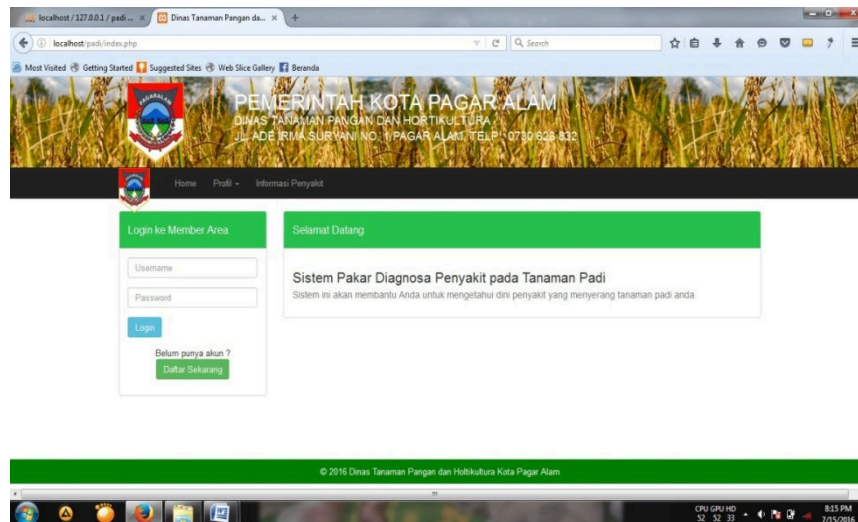 localhost / 127.0.0.1 / padi ...
Dinas Tanaman Pangan da...
localhost/padi/index.php
Search
Most Visited Getting Started Suggested Sites Web Slice Gallery Beranda
PEMERINTAH KOTA PAGAR ALAM
DINAS TANAMAN PANGAN DAN HORTIKULTURA
JL. ADE IRMA SURYANI NO. 1 PAGAR ALAM, TELP : 0730 623 832
Home Profil Informasi Penyakit
Login ke Member Area
Username
Password
Login
Belum punya akun ?
Daftar Sekarang
Selamat Datang
Sistem Pakar Diagnosa Penyakit pada Tanaman Padi
Sistem ini akan membantu Anda untuk mengetahui dini penyakit yang menyerang tanaman padi anda
© 2016 Dinas Tanaman Pangan dan Holtikultura Kota Pagar Alam
CPU GPU HD
52 52 33
8:15 PM
7/15/2016